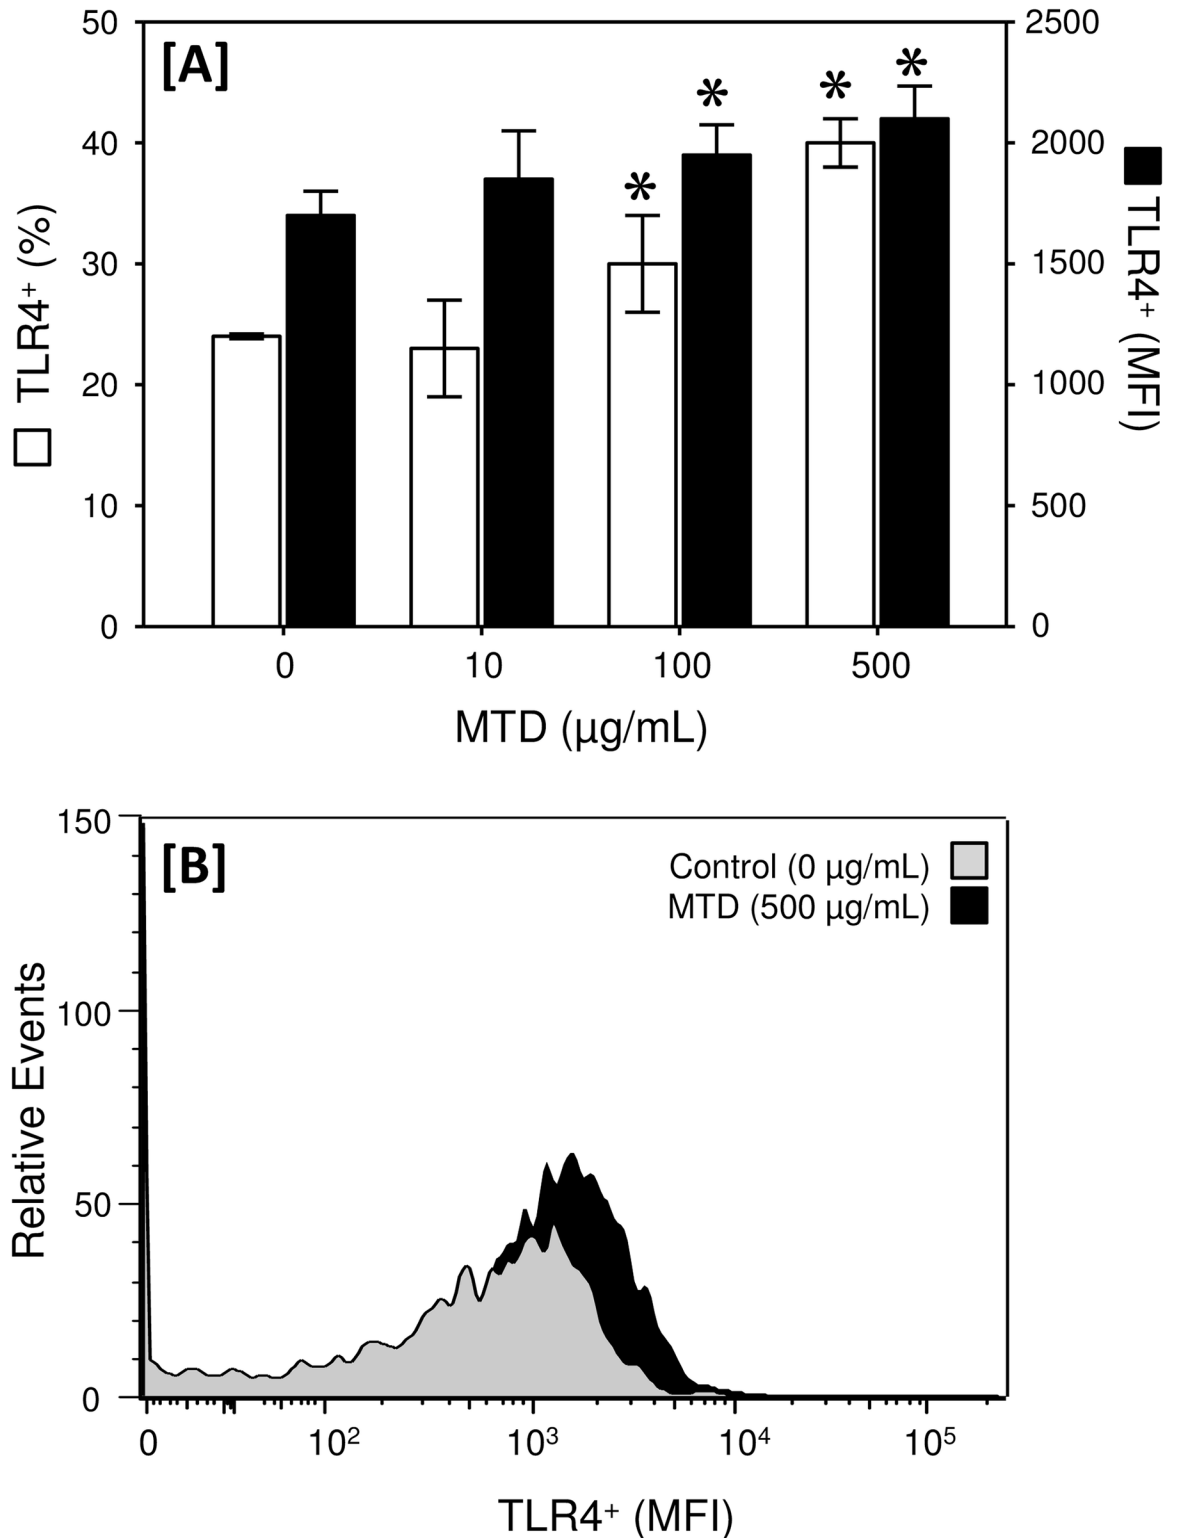 [A]
50
40
30
20
10
0
2500
2000
1500
1000
500
0
TLR4⁺ (%)
TLR4⁺ (MFI)
*
*
*
*
0 10 100 500
MTD (µg/mL)
[B]
150
100
50
0
Relative Events
Control (0 µg/mL)
MTD (500 µg/mL)
0 10² 10³ 10⁴ 10⁵
TLR4⁺ (MFI)